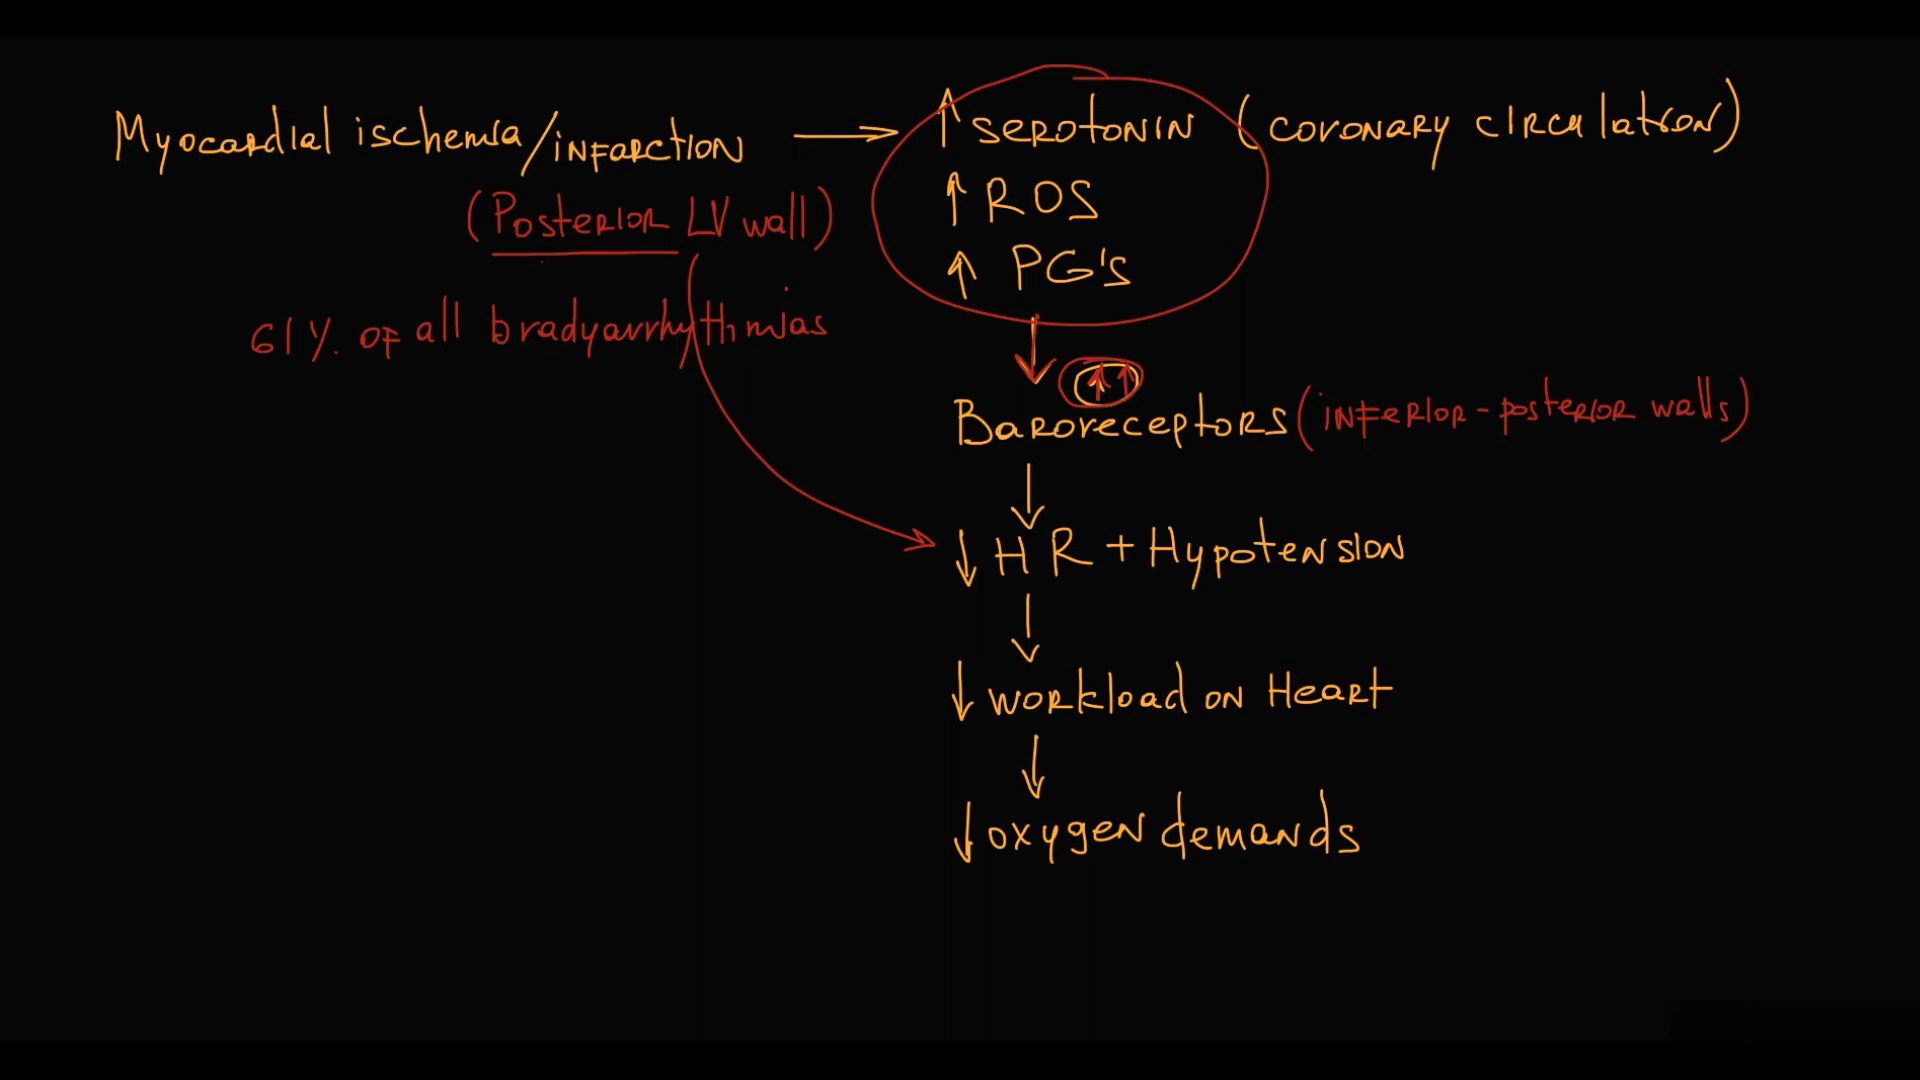 Myocardial ischemia/infarction → ↑ serotonin (coronary circulation)
(Posterior LV wall)
↑ ROS
↑ PG's
61% of all bradyarrhythmias
↓
↑↑
Baroreceptors (inferior-posterior walls)
↓
↓ HR + Hypotension
↓
↓ workload on Heart
↓
↓ oxygen demands